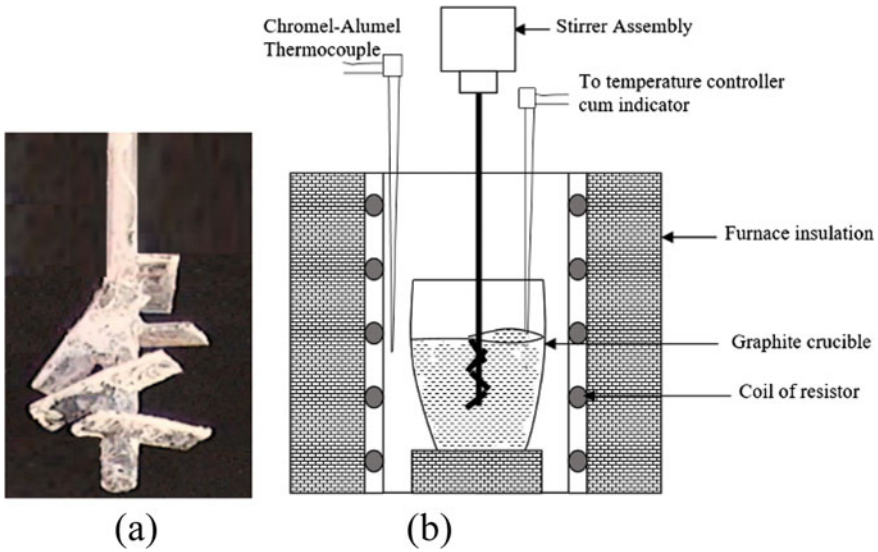 Chromel-Alumel
Thermocouple
Stirrer Assembly
To temperature controller
cum indicator
Furnace insulation
Graphite crucible
Coil of resistor
(a)
(b)